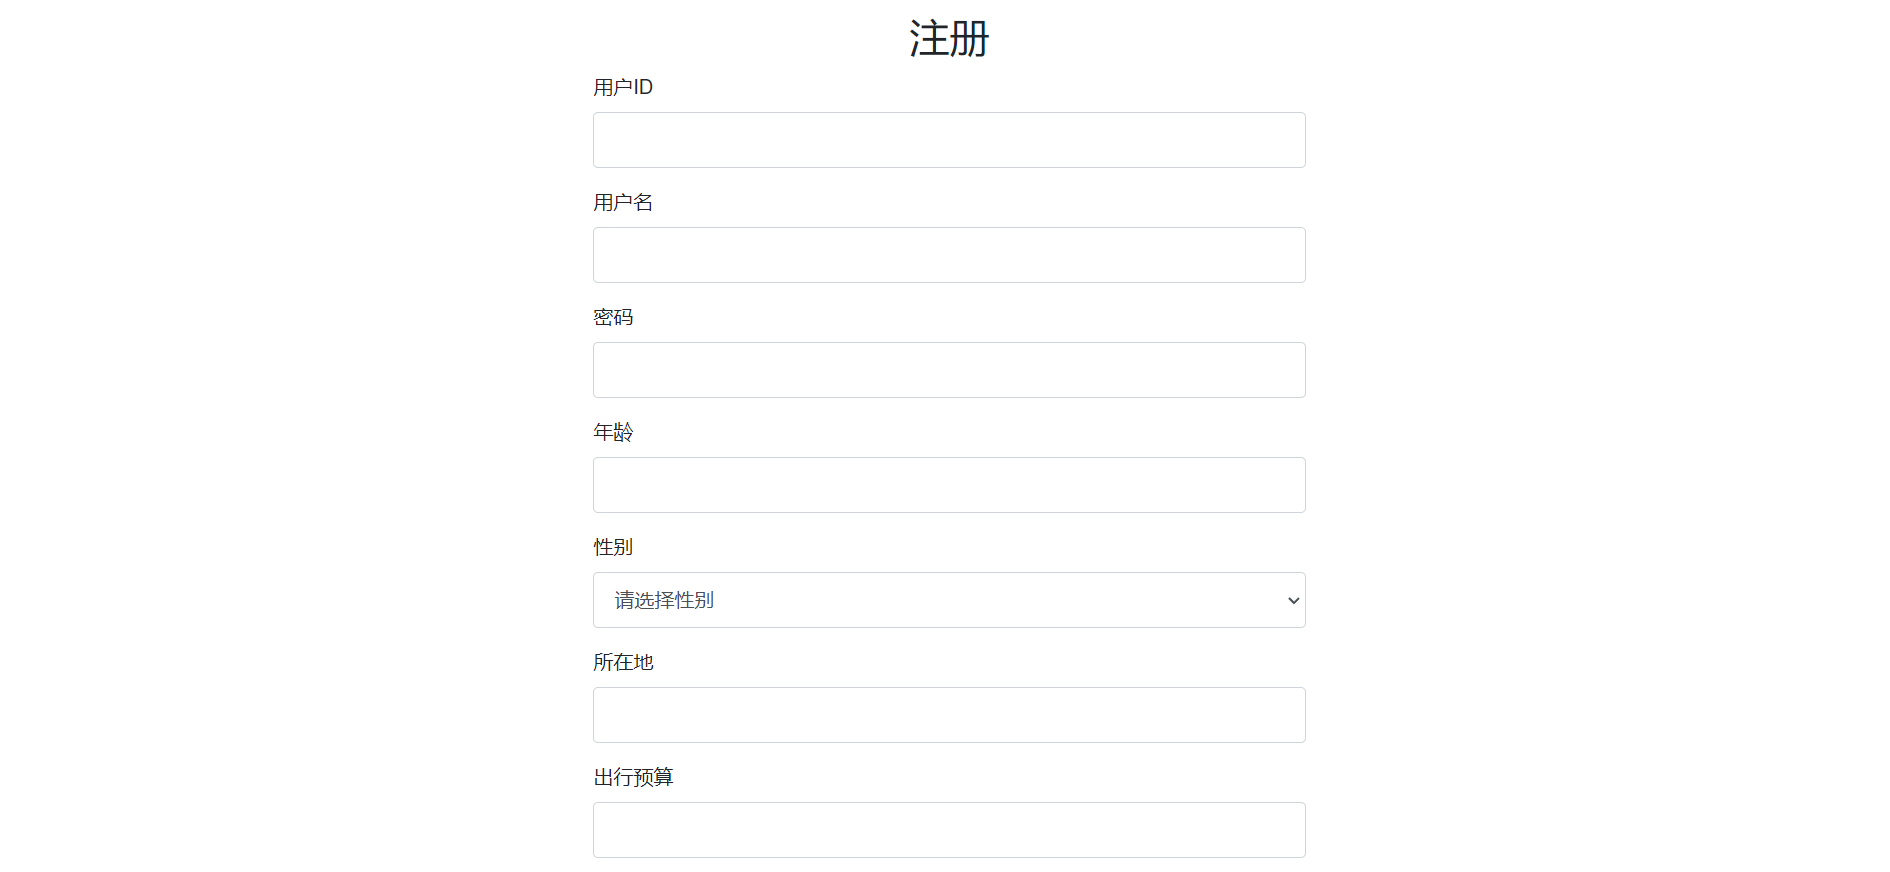 注册
用户ID
用户名
密码
年龄
性别
请选择性别
所在地
出行预算